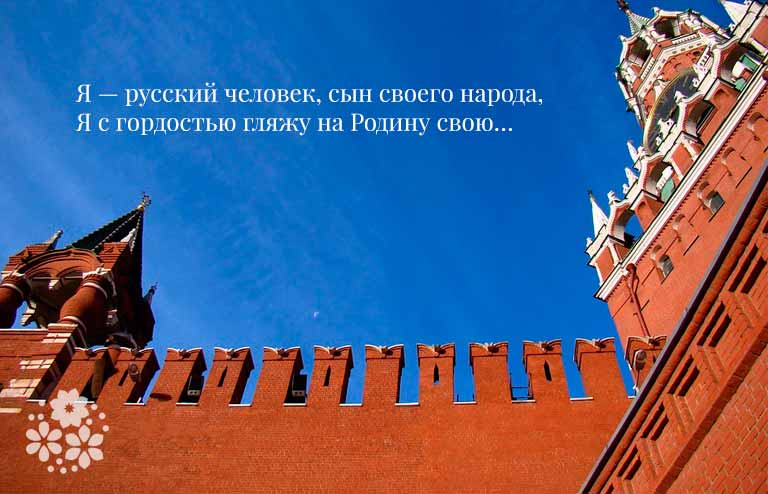 Я — русский человек, сын своего народа,
Я с гордостью гляжу на Родину свою...